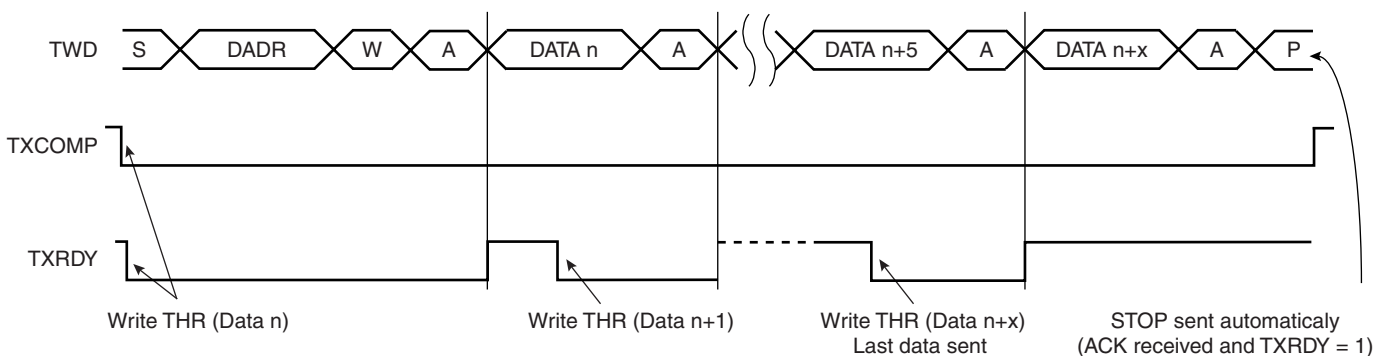 TWD S DADR W A DATA n A DATA n+5 A DATA n+x A P
TXCOMP
TXRDY
Write THR (Data n)
Write THR (Data n+1)
Write THR (Data n+x)
Last data sent
STOP sent automaticaly
(ACK received and TXRDY = 1)